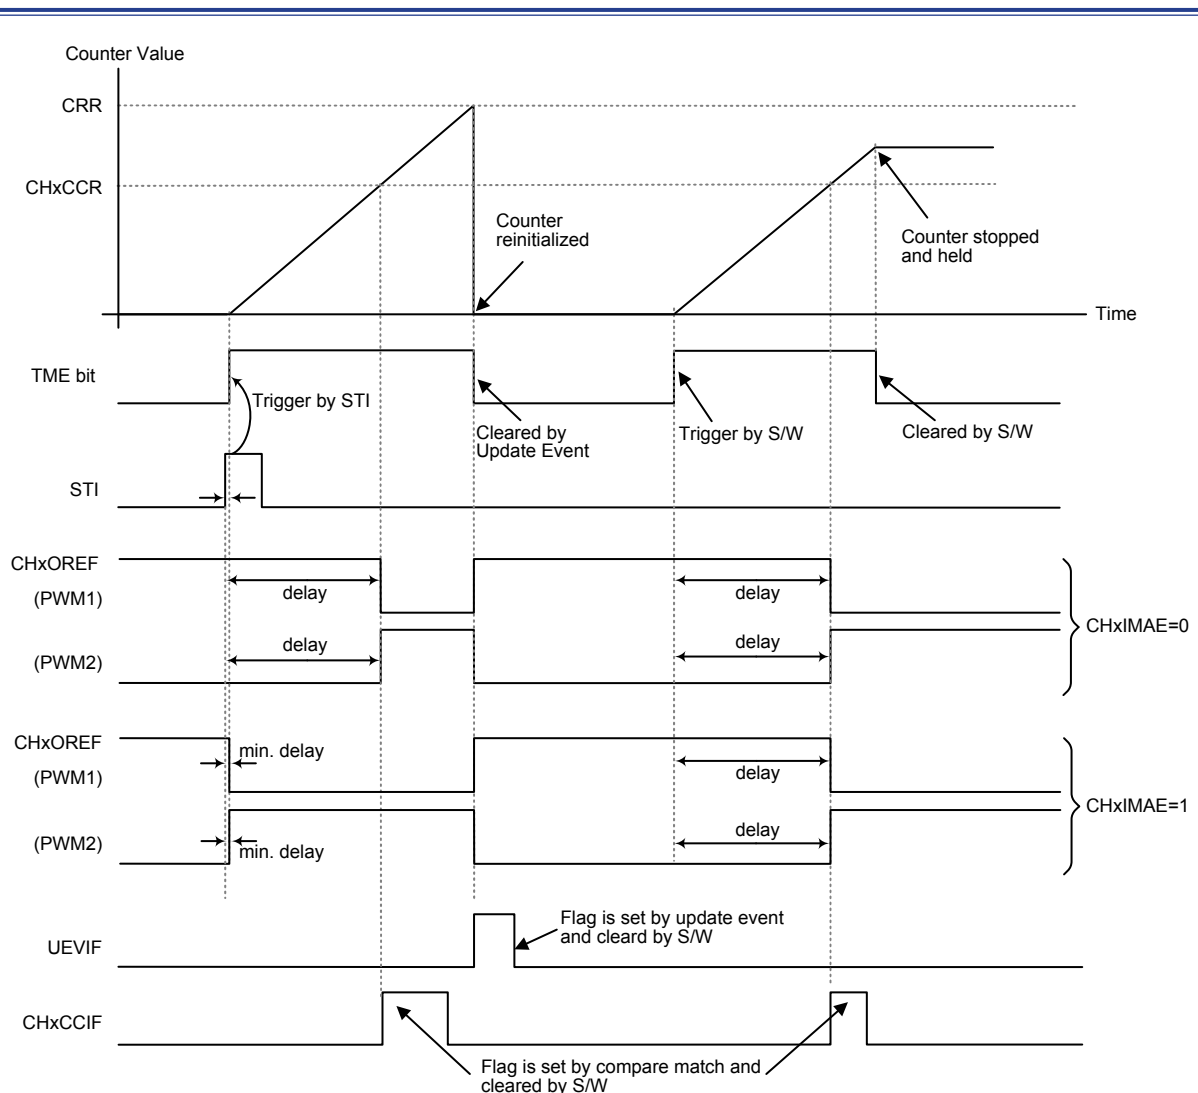 Counter Value
CRR
CHxCCR
Counter
reinitialized
Counter stopped
and held
Time
TME bit
Trigger by STI
Cleared by
Update Event
Trigger by S/W
Cleared by S/W
STI
CHxOREF
(PWM1)
delay
delay
(PWM2)
delay
delay
CHxIMAE=0
CHxOREF
(PWM1)
min. delay
delay
(PWM2)
min. delay
delay
CHxIMAE=1
UEVIF
Flag is set by update event
and cleard by S/W
CHxCCIF
Flag is set by compare match and
cleared by S/W